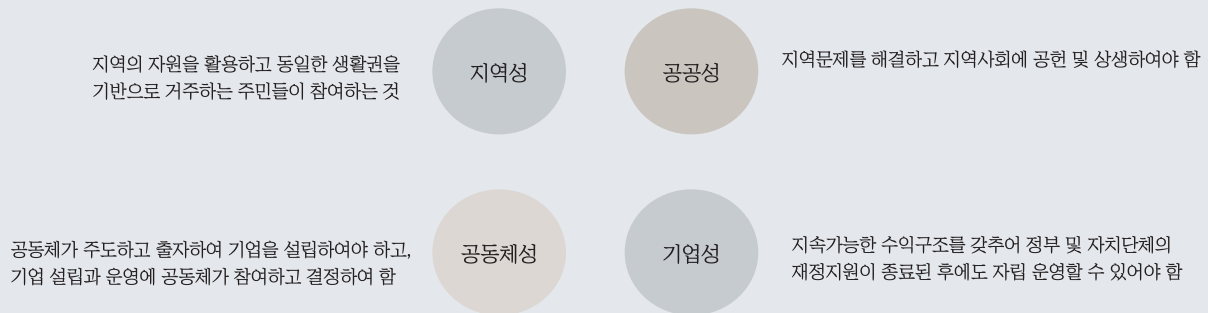 지역의 자원을 활용하고 동일한 생활권을
기반으로 거주하는 주민들이 참여하는 것
지역성
공공성
지역문제를 해결하고 지역사회에 공헌 및 상생하여야 함
공동체가 주도하고 출자하여 기업을 설립하여야 하고,
기업 설립과 운영에 공동체가 참여하고 결정하여 함
공동체성
기업성
지속가능한 수익구조를 갖추어 정부 및 자치단체의
재정지원이 종료된 후에도 자립 운영할 수 있어야 함